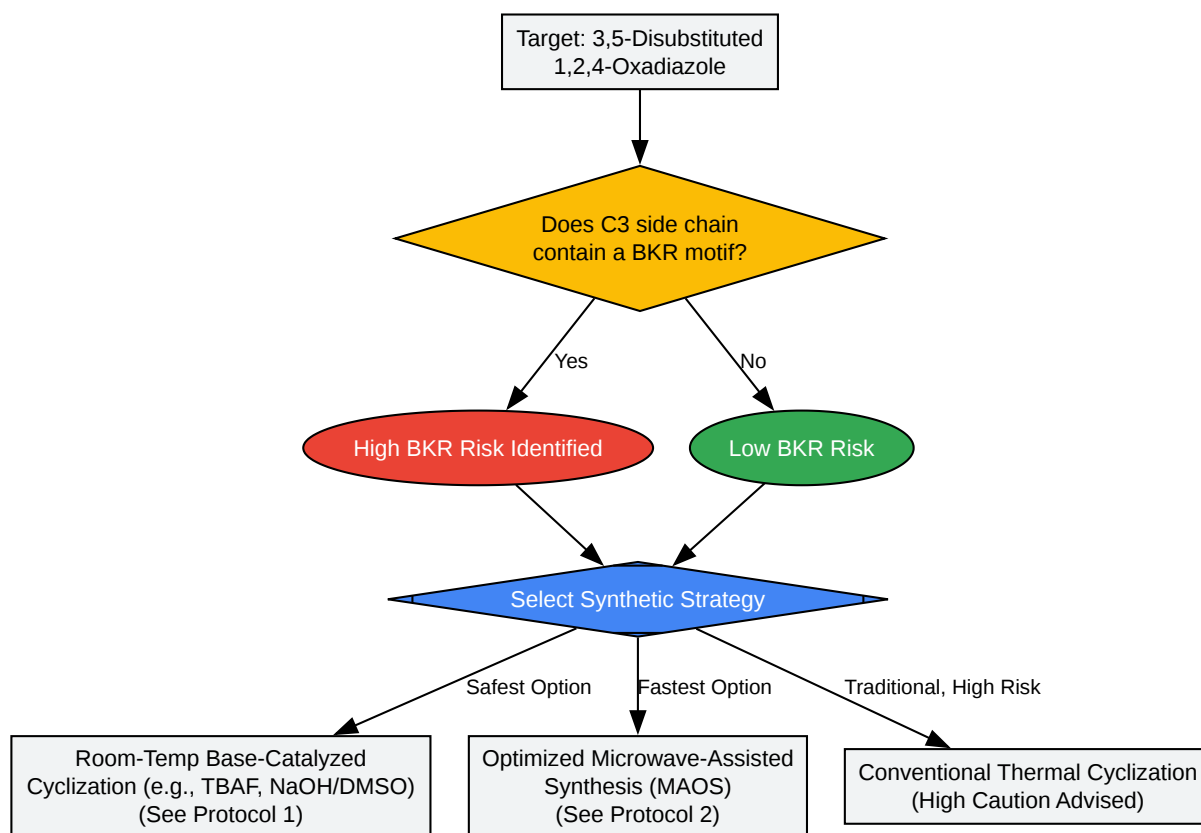 Target: 3,5-Disubstituted
1,2,4-Oxadiazole
Does C3 side chain
contain a BKR motif?
Yes
No
High BKR Risk Identified
Low BKR Risk
Select Synthetic Strategy
Safest Option
Fastest Option
Traditional, High Risk
Room-Temp Base-Catalyzed
Cyclization (e.g., TBAF, NaOH/DMSO)
(See Protocol 1)
Optimized Microwave-Assisted
Synthesis (MAOS)
(See Protocol 2)
Conventional Thermal Cyclization
(High Caution Advised)